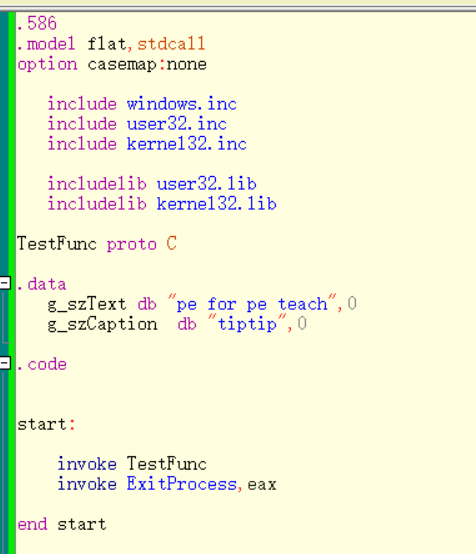 .586
.model flat,stdcall
option casemap:none
include windows.inc
include user32.inc
include kernel32.inc
includelib user32.lib
includelib kernel32.lib
TestFunc proto C
.data
g_szText db "pe for pe teach",0
g_szCaption db "tiptip",0
.code
start:
invoke TestFunc
invoke ExitProcess,eax
end start